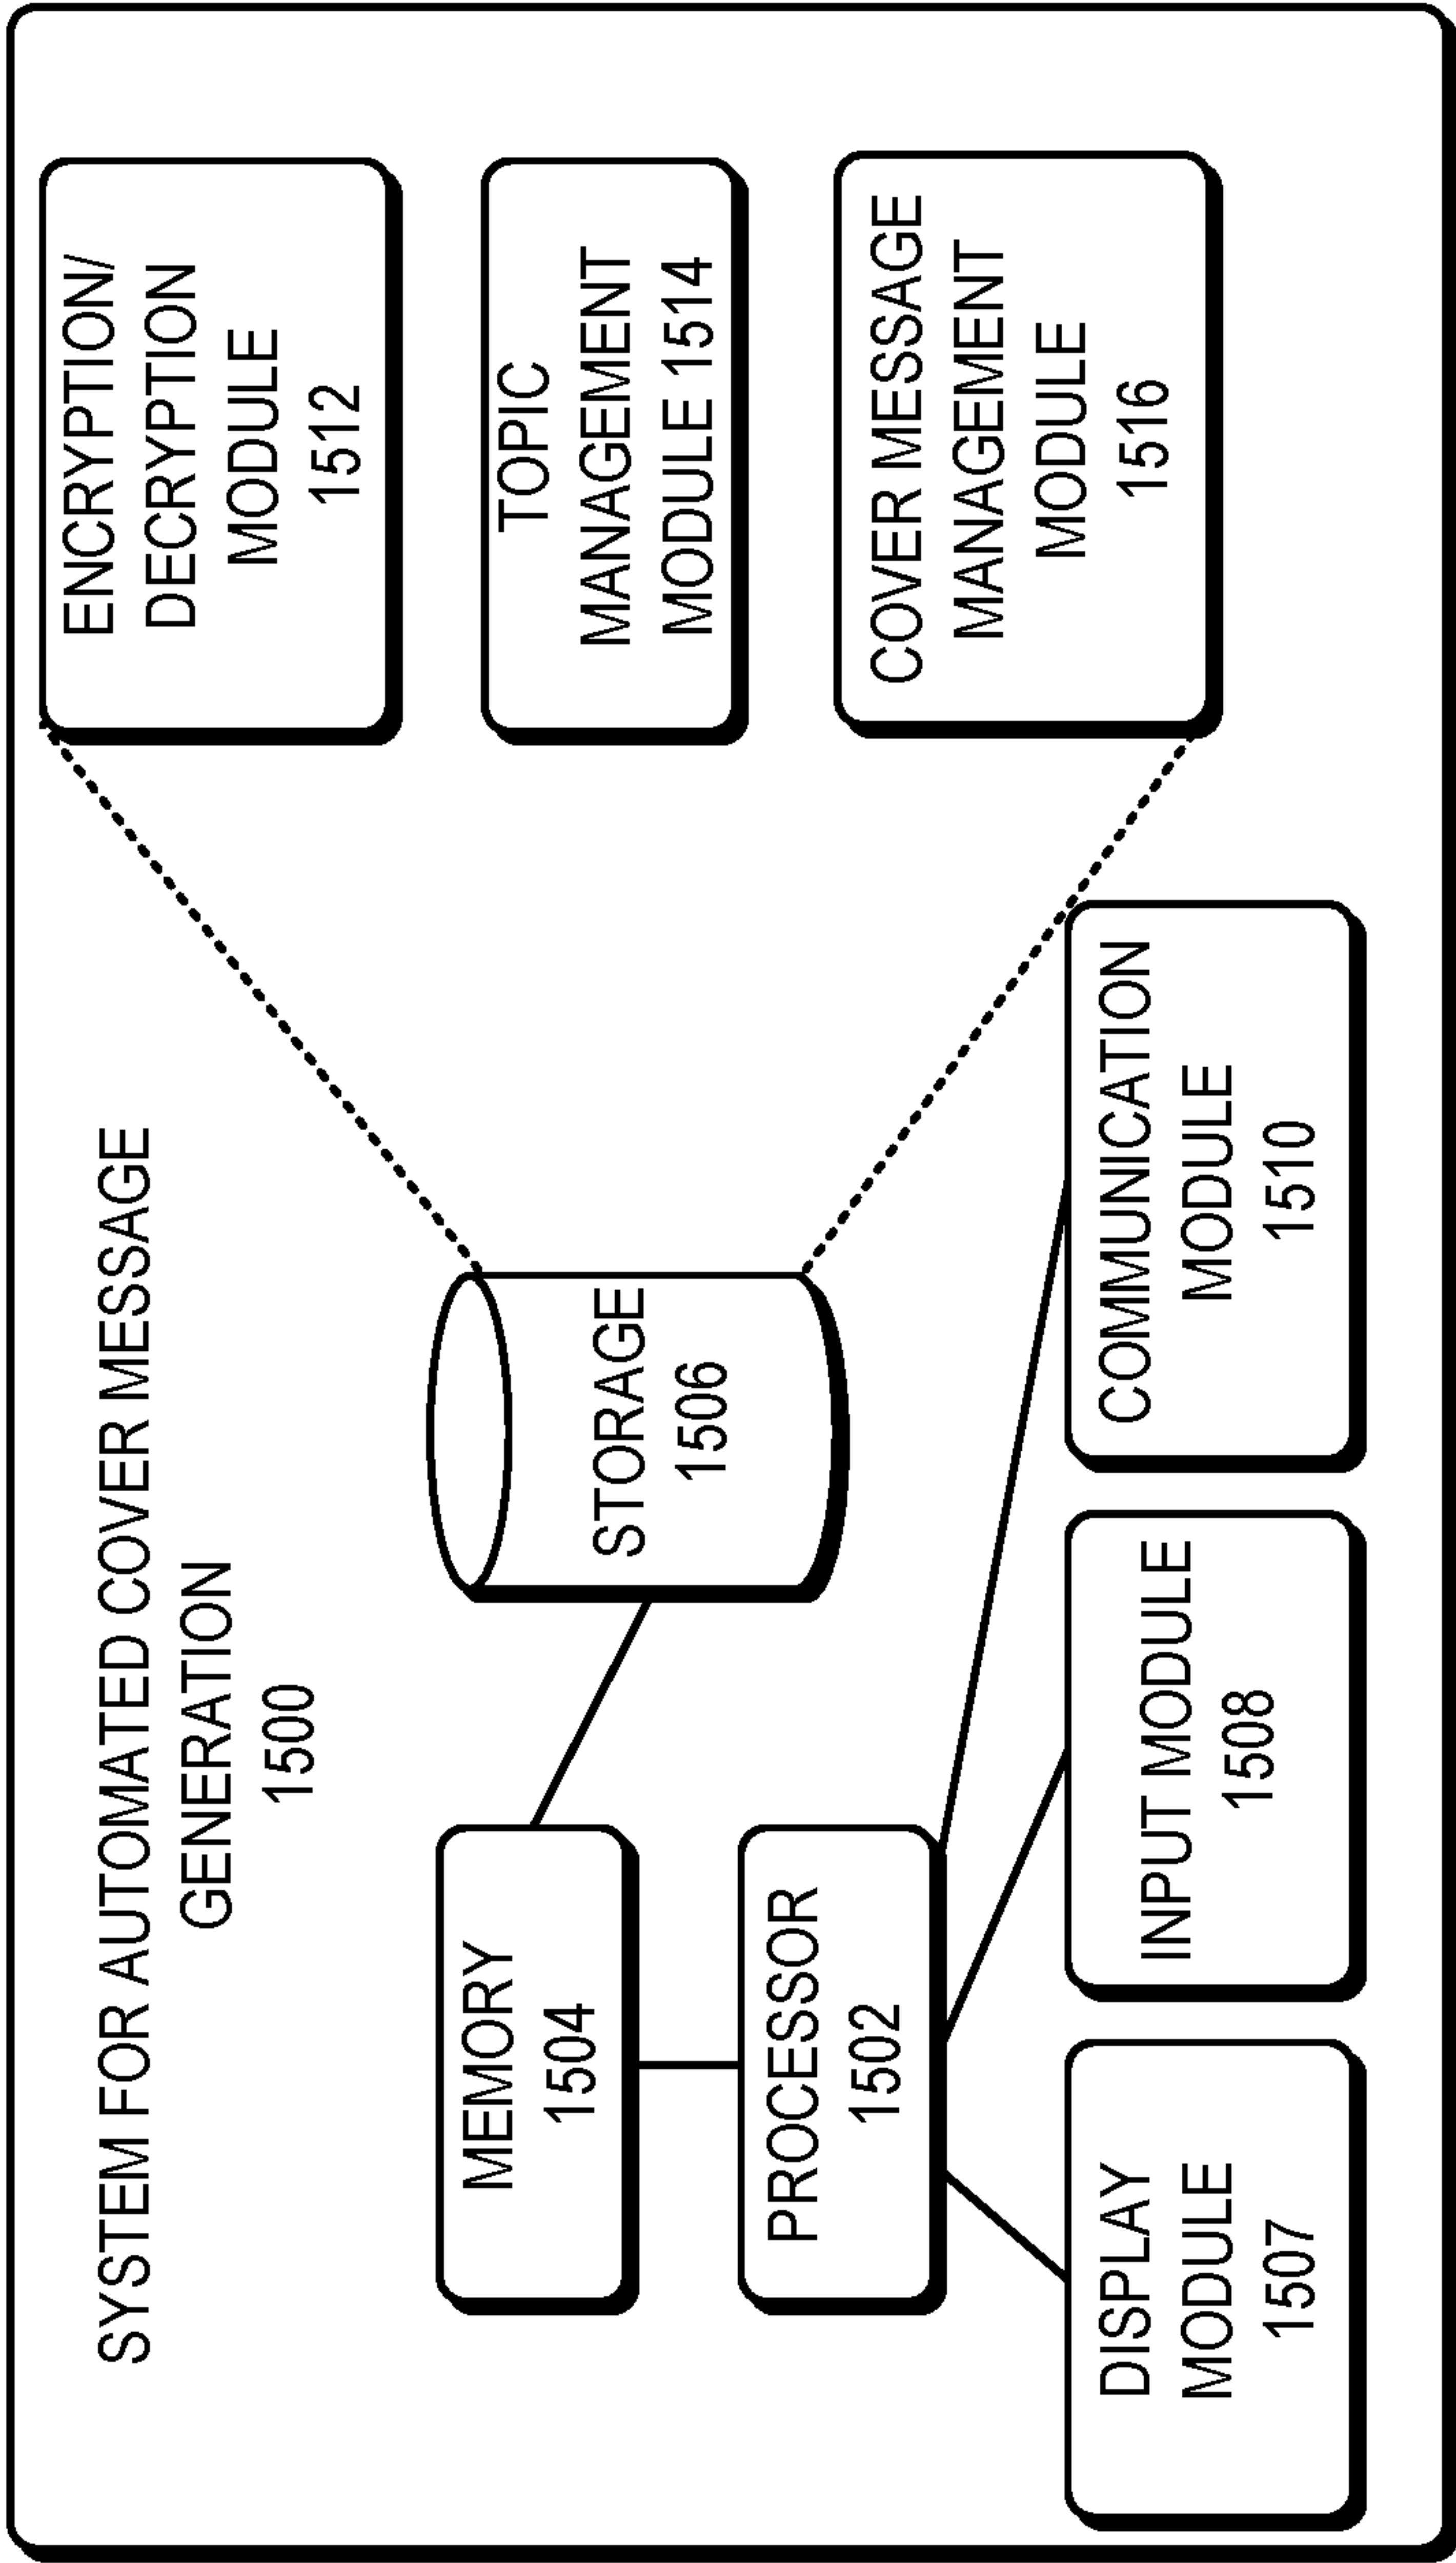 SYSTEM FOR AUTOMATED COVER MESSAGE
GENERATION
1500
MEMORY
1504
PROCESSOR
1502
STORAGE
1506
DISPLAY
MODULE
1507
INPUT MODULE
1508
COMMUNICATION
MODULE
1510
ENCRYPTION/
DECRYPTION
MODULE
1512
TOPIC
MANAGEMENT
MODULE 1514
COVER MESSAGE
MANAGEMENT
MODULE
1516